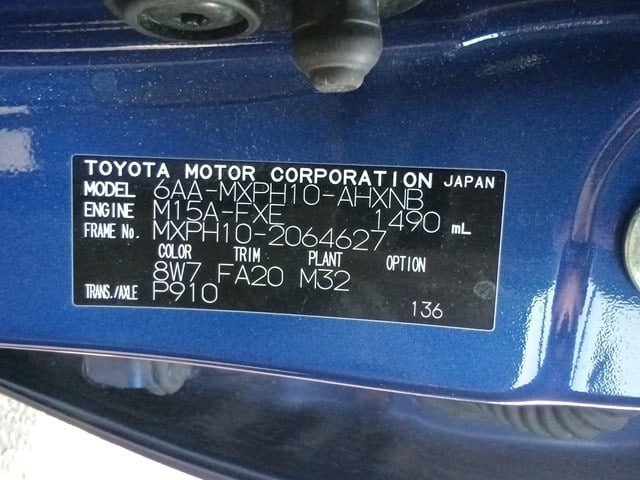 TOYOTA MOTOR CORPORATION JAPAN
MODEL 6AA-MXPH10-AHXNB
ENGINE M15A-FXE 1490 mL
FRAME No. MXPH10-2064627
COLOR TRIM PLANT OPTION
8W7 FA20 M32
TRANS./AXLE P910
136